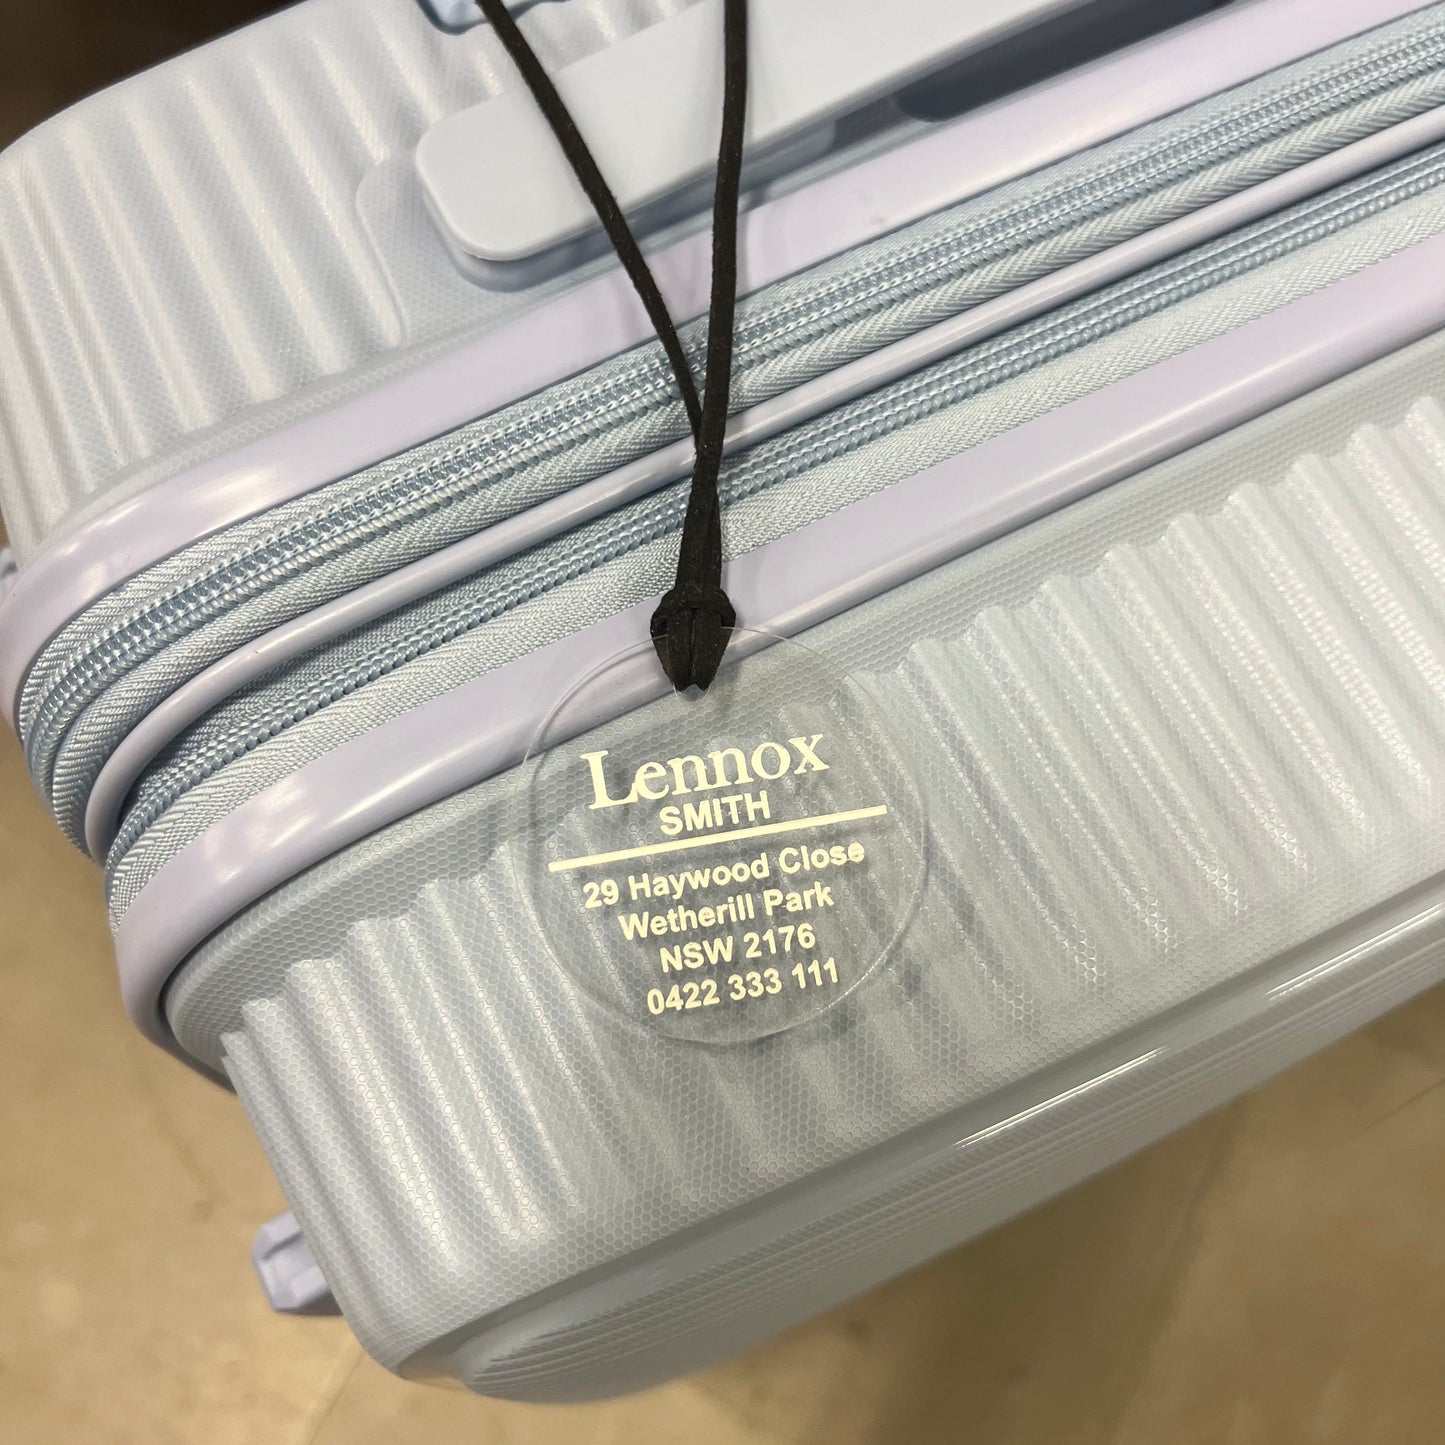 Lennox
SMITH
29 Haywood Close
Wetherill Park
NSW 2176
0422 333 111